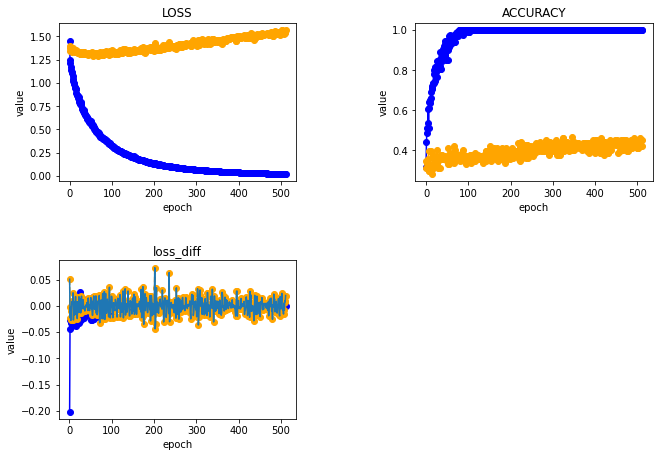 LOSS
value
1.50
1.25
1.00
0.75
0.50
0.25
0.00
0 100 200 300 400 500
epoch
ACCURACY
value
1.0
0.8
0.6
0.4
0 100 200 300 400 500
epoch
loss_diff
value
0.05
0.00
−0.05
−0.10
−0.15
−0.20
0 100 200 300 400 500
epoch